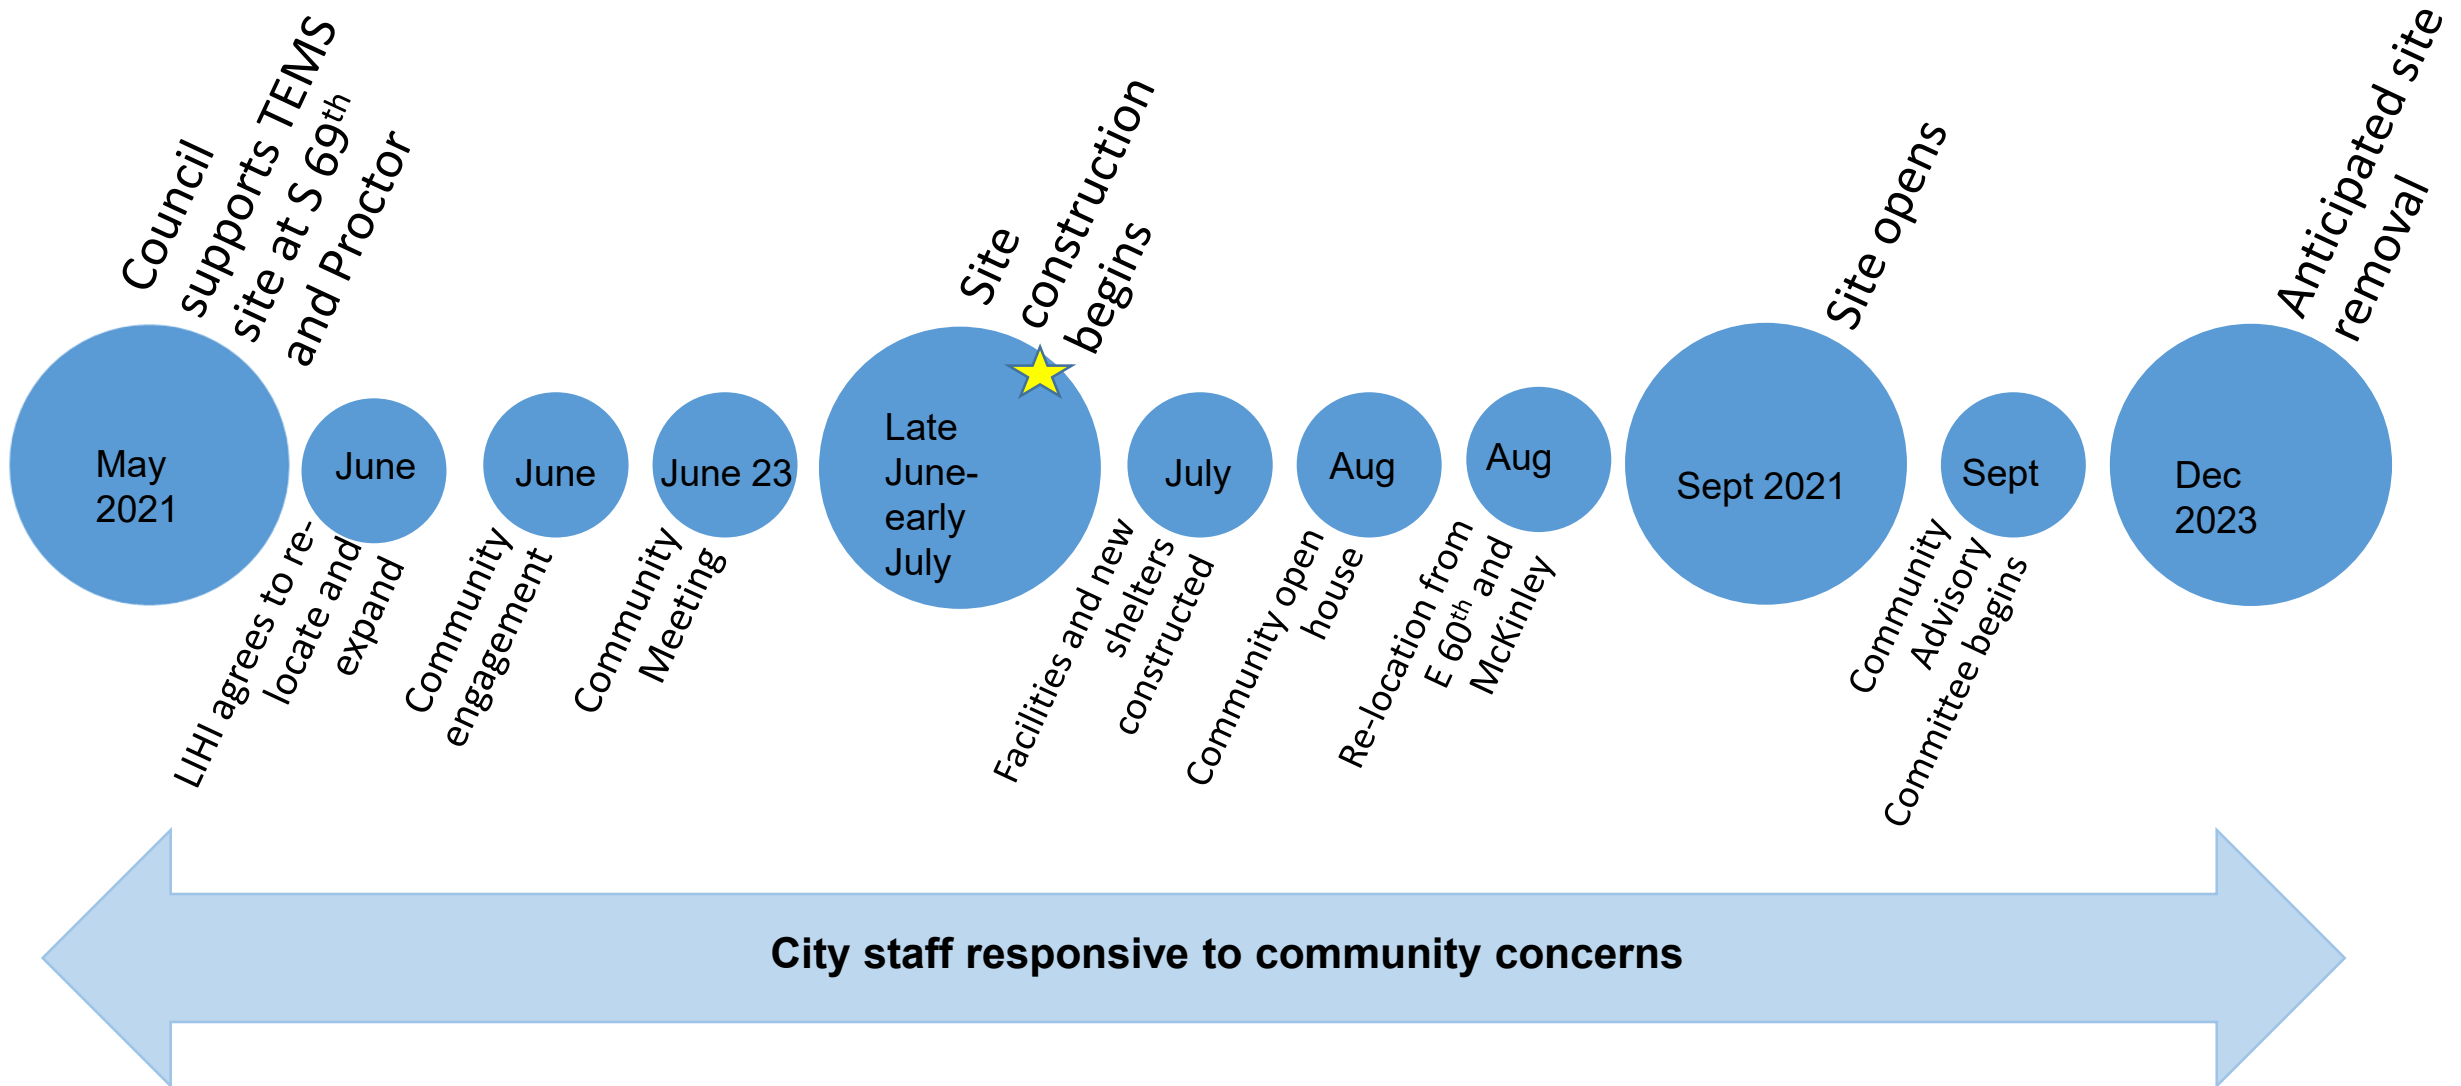 Council
supports TEMS
site at S 69th
and Proctor
May
2021
LIHI agrees to re-
locate and
expand
June
Community
engagement
June
Community
Meeting
June 23
Site
construction
begins
Late
June-
early
July
Facilities and new
shelters
constructed
July
Community open
house
Aug
Re-location from
E 60th and
McKinley
Aug
Site opens
Sept 2021
Community
Advisory
Committee begins
Sept
Anticipated site
removal
Dec
2023
City staff responsive to community concerns